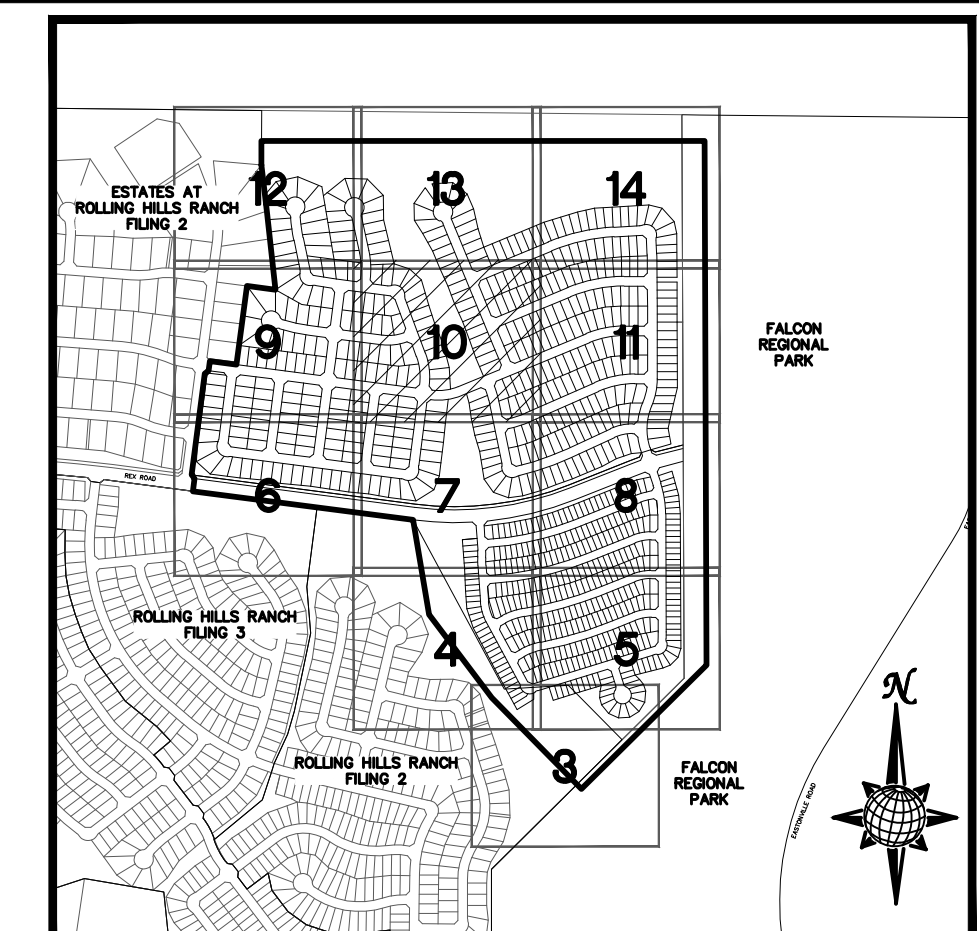 12
13
14
ESTATES AT
ROLLING HILLS RANCH
FILING 2
9
10
11
FALCON
REGIONAL
PARK
REX ROAD
6
7
8
ROLLING HILLS RANCH
FILING 3
4
5
N
ROLLING HILLS RANCH
FILING 2
3
FALCON
REGIONAL
PARK
EASTONVILLE ROAD